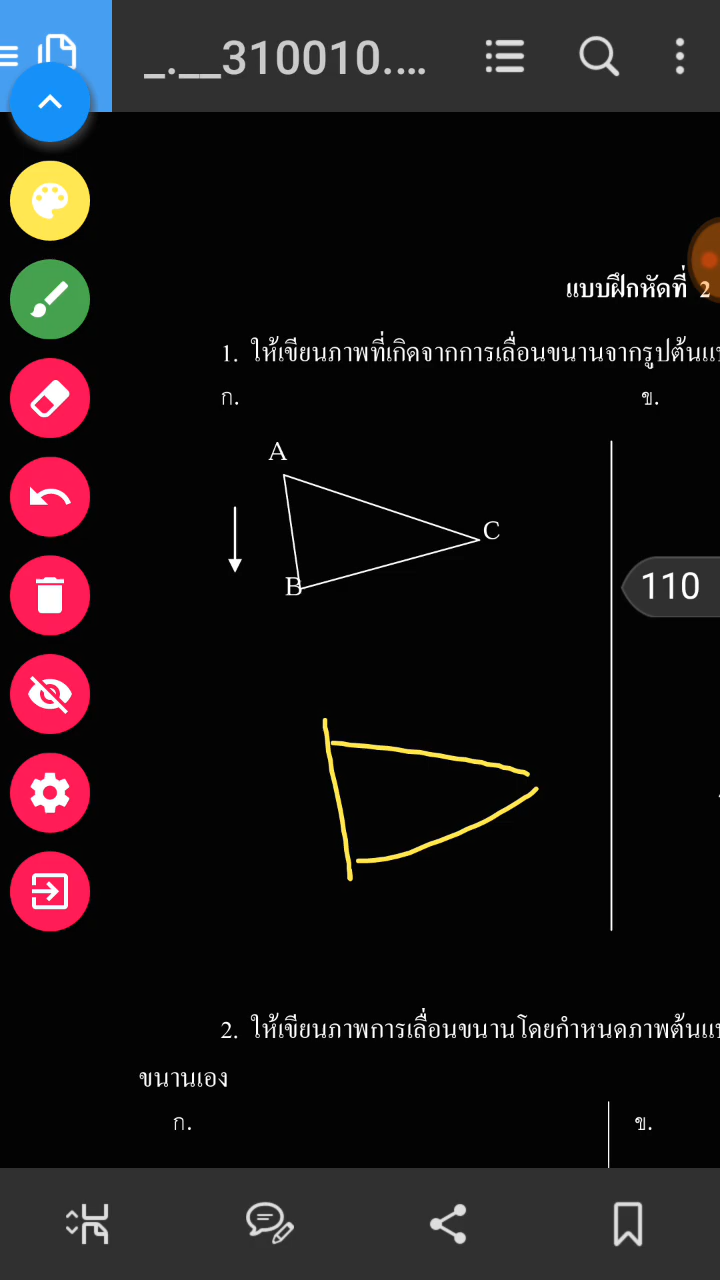 _.__310010....
แบบฝึกหัดที่ 2
1. ให้เขียนภาพที่เกิดจากการเลื่อนขนานจากรูปต้นแบ
ก.
ข.
A
C
B
110
2. ให้เขียนภาพการเลื่อนขนานโดยกำหนดภาพต้นแบ
ขนานเอง
ก.
ข.